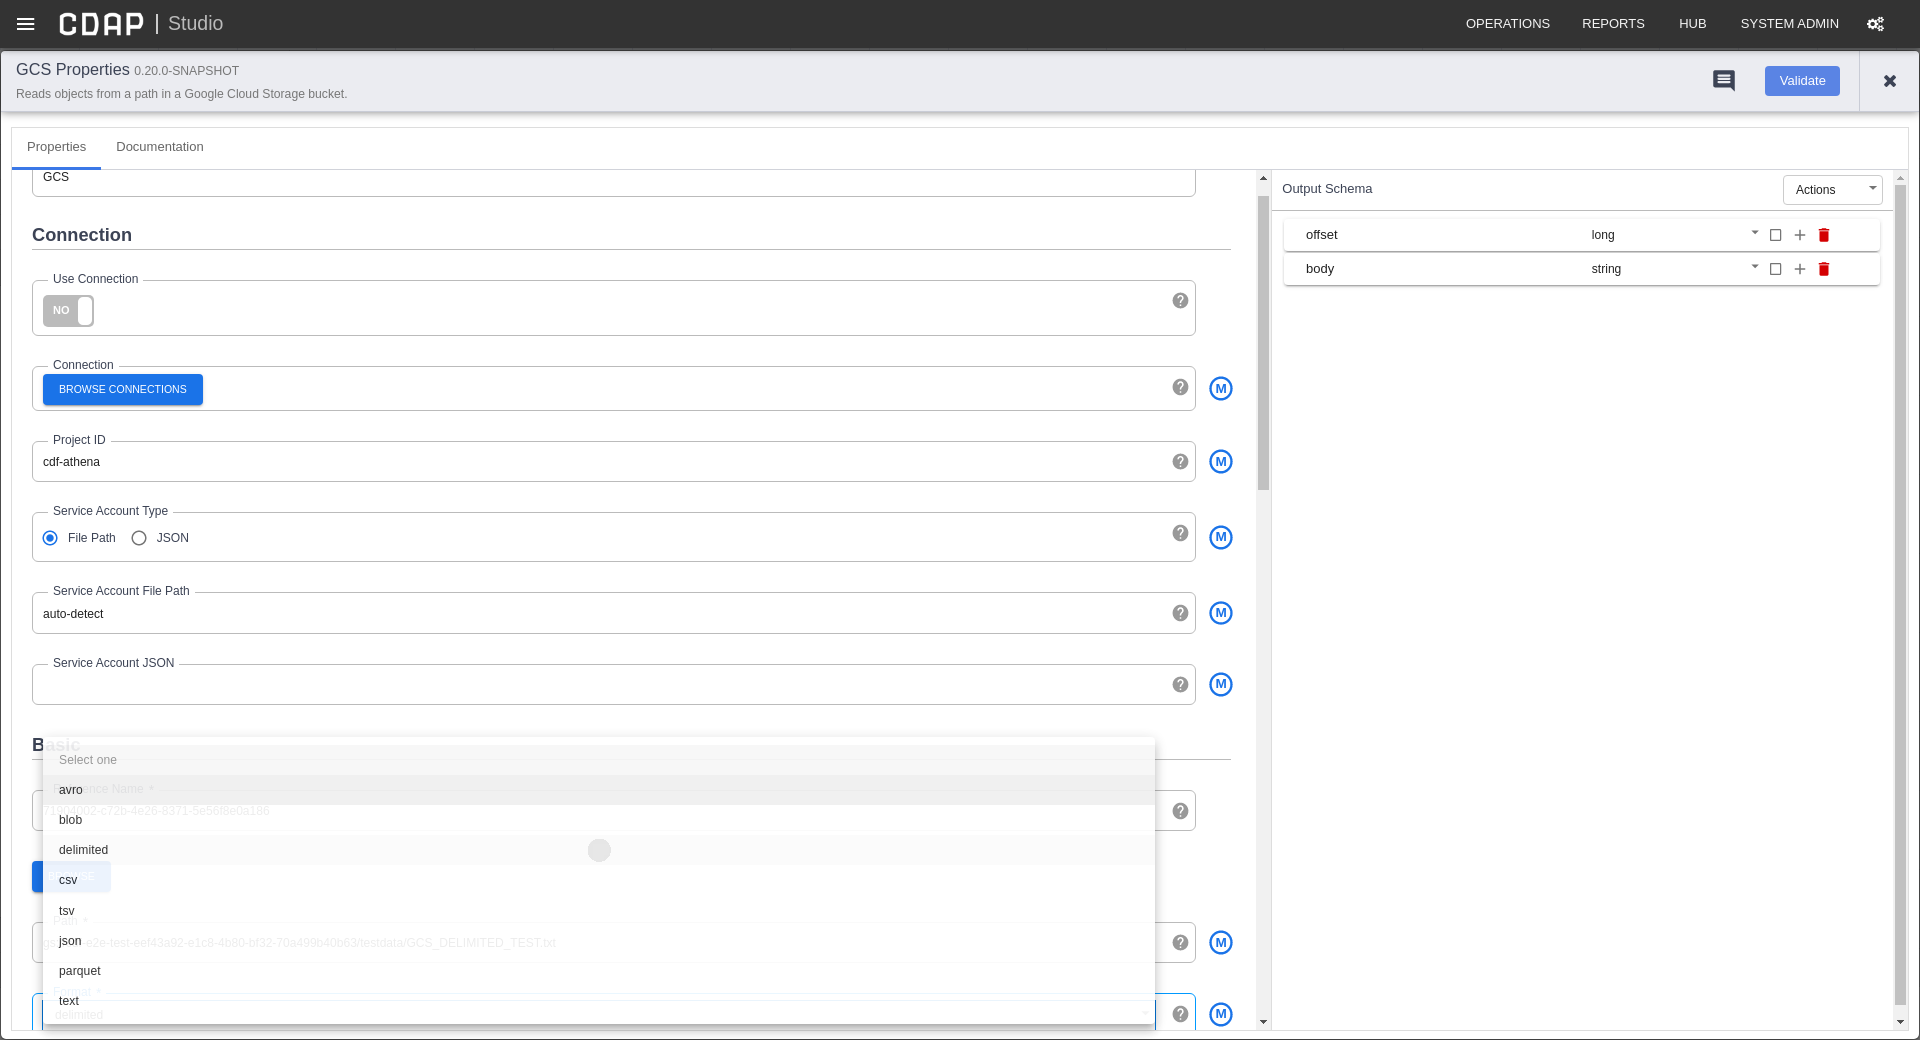 CDAP | Studio
OPERATIONS REPORTS HUB SYSTEM ADMIN
GCS Properties 0.20.0-SNAPSHOT
Reads objects from a path in a Google Cloud Storage bucket.
Validate
Properties Documentation
GCS
Output Schema
Actions
offset long
body string
Connection
Use Connection
NO
Connection
BROWSE CONNECTIONS
M
Project ID
cdf-athena
M
Service Account Type
File Path JSON
M
Service Account File Path
auto-detect
M
Service Account JSON
M
Basic
Select one
avro
blob
delimited
csv
tsv
json
M
parquet
text
delimited
M